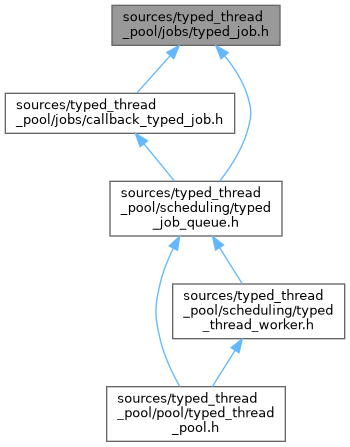 sources/typed_thread
_pool/jobs/typed_job.h
sources/typed_thread
_pool/jobs/callback_typed_job.h
sources/typed_thread
_pool/scheduling/typed
_job_queue.h
sources/typed_thread
_pool/scheduling/typed
_thread_worker.h
sources/typed_thread
_pool/pool/typed_thread
_pool.h